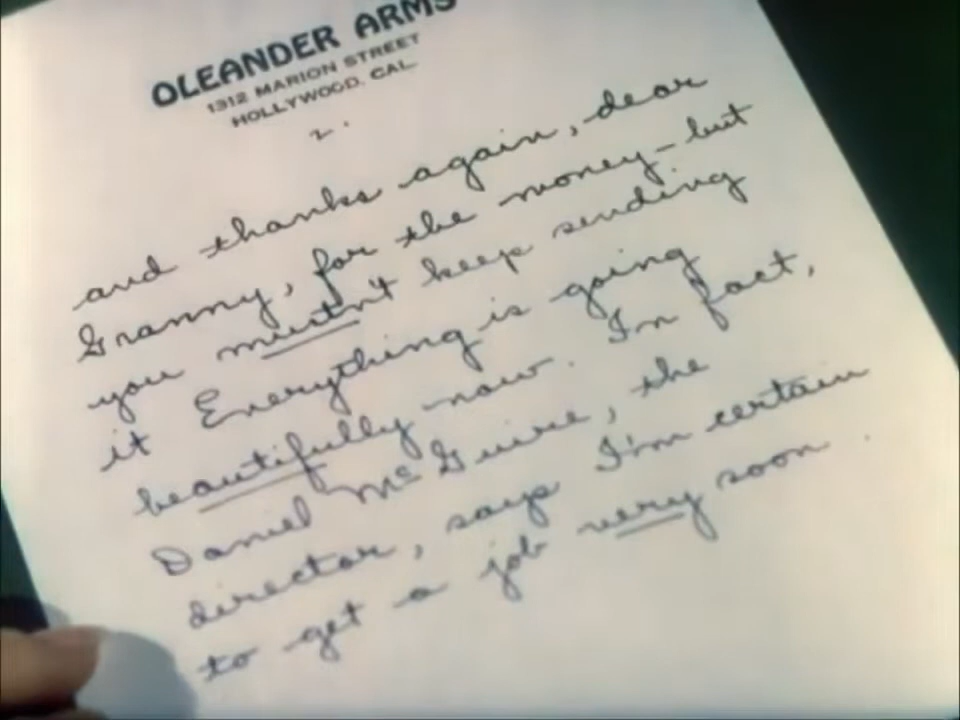 OLEANDER ARMS
1312 MARION STREET
HOLLYWOOD, CAL.
2.
and thanks again, dear
Granny, for the money - but
you mustn't keep sending
it Everything is going
beautifully now. In fact,
Daniel McGuire, the
director, says I'm certain
to get a job very soon.